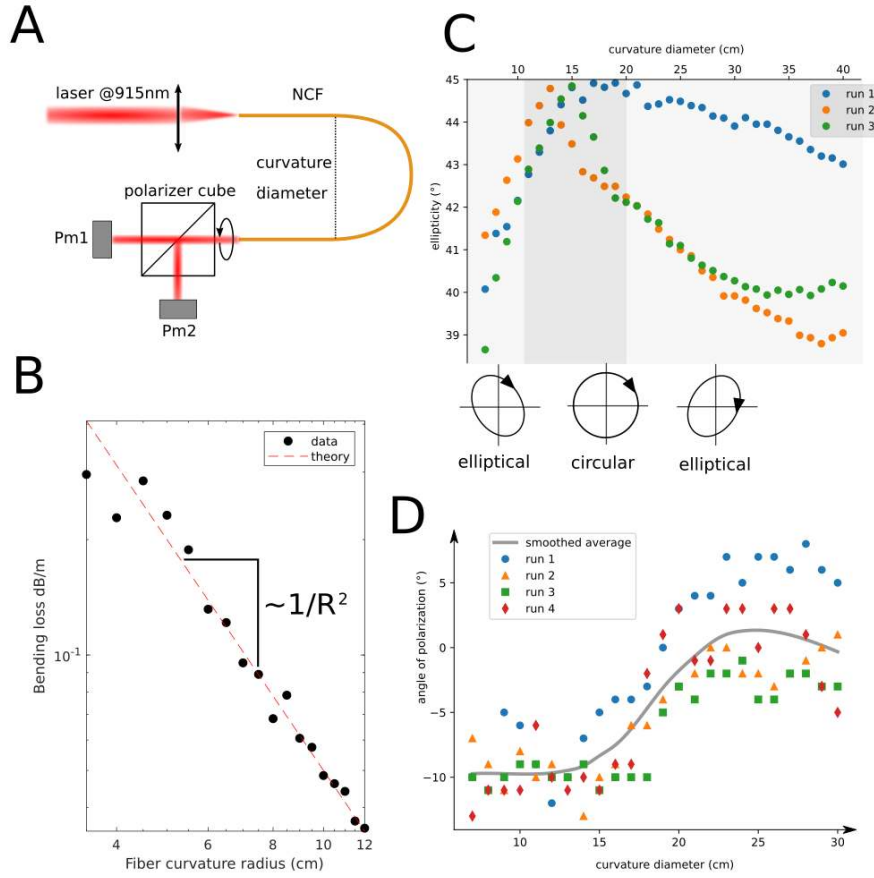 A
laser @915nm
NCF
curvature
diameter
polarizer cube
Pm1
Pm2
B
data
theory
~1/R²
Bending loss dB/m
10⁻¹
4
6
8
10
12
Fiber curvature radius (cm)
C
curvature diameter (cm)
10
15
20
25
30
35
40
run 1
run 2
run 3
ellipticity (°)
45
44
43
42
41
40
39
elliptical
circular
elliptical
D
smoothed average
run 1
run 2
run 3
run 4
angle of polarization (°)
5
0
−5
−10
10
15
20
25
30
curvature diameter (cm)